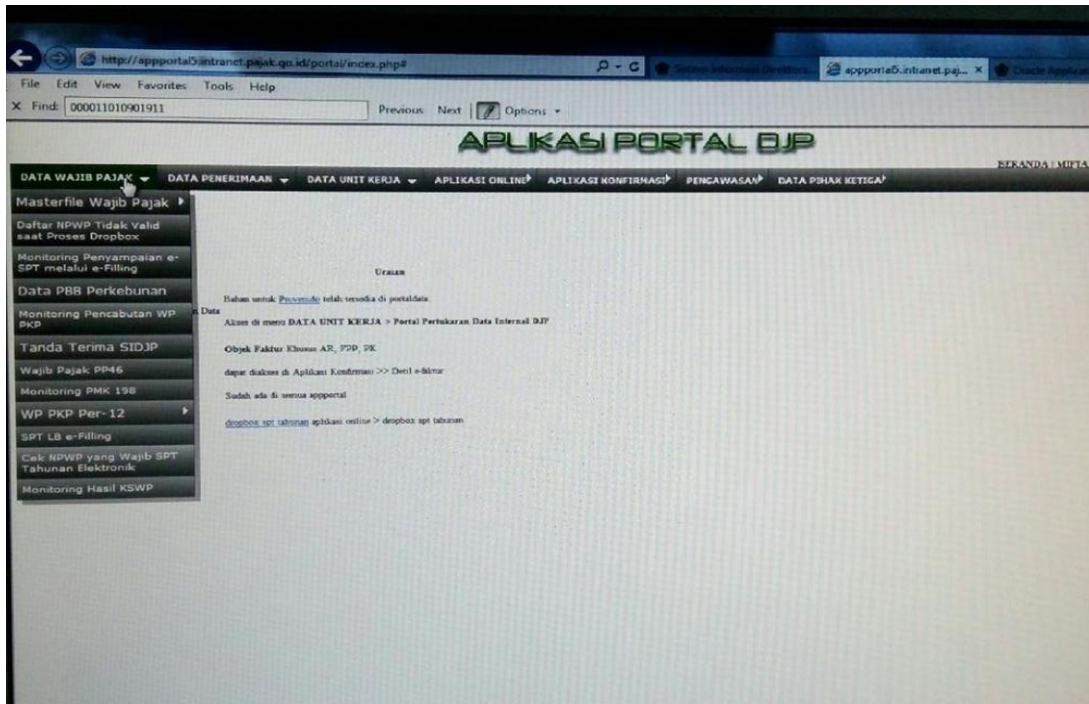 http://appportal5.intranet.pajak.go.id/portal/index.php#
appportal5.intranet.paj...
File Edit View Favorites Tools Help
Find: 000011010901911 Previous Next Options
APLIKASI PORTAL DJP
BERANDA | MIFTA
DATA WAJIB PAJAK DATA PENERIMAAN DATA UNIT KERJA APLIKASI ONLINE APLIKASI KONFIRMASI PENGAWASAN DATA PIHAK KETIGA
Masterfile Wajib Pajak
Daftar NPWP Tidak Valid
saat Proses Dropbox
Monitoring Penyampaian e-
SPT melalui e-Filling
Data PBB Perkebunan
Monitoring Pencabutan WP
PKP
Tanda Terima SIDJP
Wajib Pajak PP46
Monitoring PMK 198
WP PKP Per-12
SPT LB e-Filling
Cek NPWP yang Wajib SPT
Tahunan Elektronik
Monitoring Hasil KSWP
Uraian
Bahan untuk telah tersedia di portaldata
n Data
Akses di menu DATA UNIT KERJA > Portal Pertukaran Data Internal DJP
Objek Faktur Khusus AR, FPP, PK
dapat diakses di Aplikasi Konfirmasi >> Detil e-faktur
Sudah ada di semua appportal
dropbox spt tahunan aplikasi online > dropbox spt tahunan